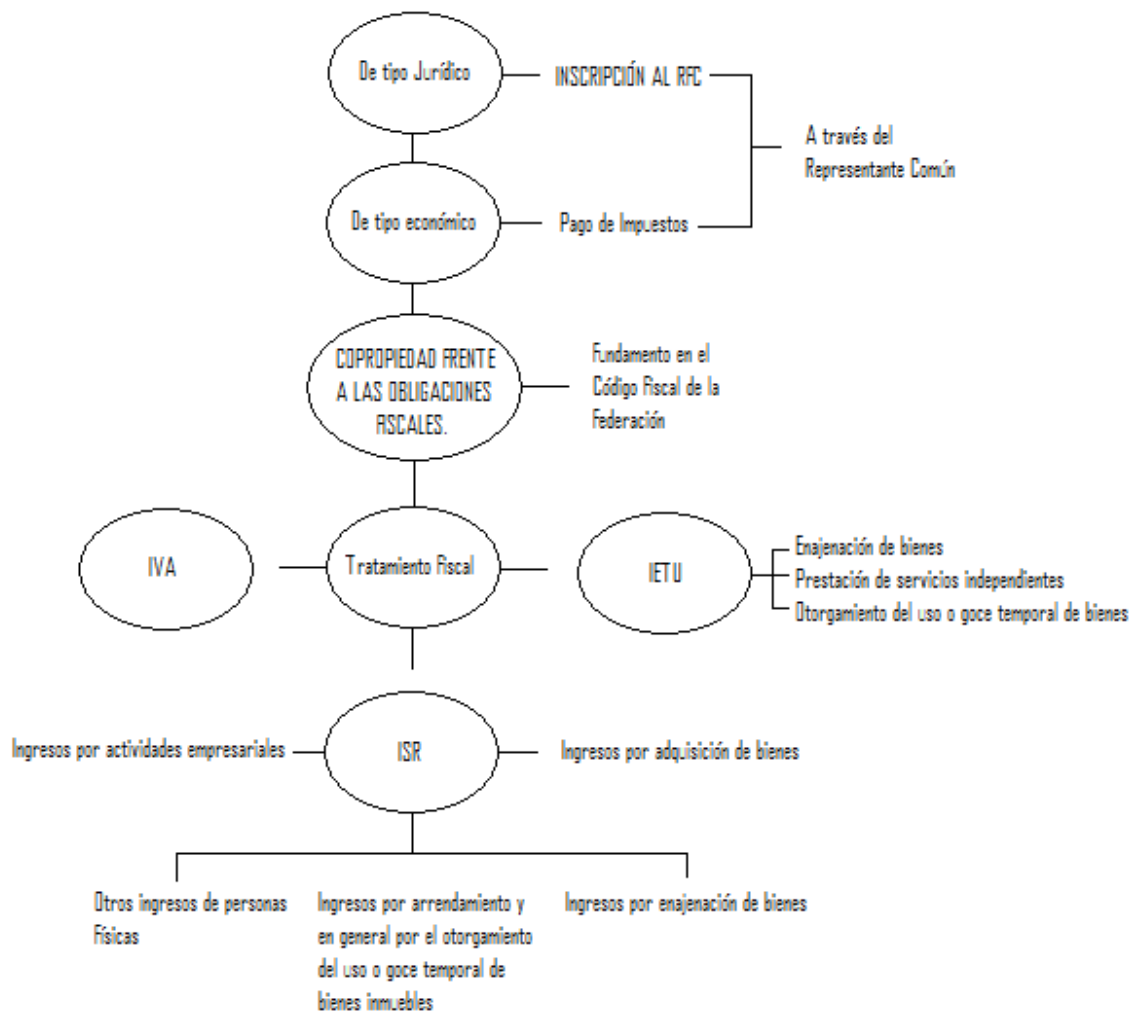 De tipo Jurídico
INSCRIPCIÓN AL RFC
A través del
Representante Común
De tipo económico
Pago de Impuestos
COPROPIEDAD FRENTE
A LAS OBLIGACIONES
FISCALES.
Fundamento en el
Código Fiscal de la
Federación
IVA
Tratamiento Fiscal
IETU
Enajenación de bienes
Prestación de servicios independientes
Otorgamiento del uso o goce temporal de bienes
Ingresos por actividades empresariales
ISR
Ingresos por adquisición de bienes
Otros ingresos de personas
Físicas
Ingresos por arrendamiento y
en general por el otorgamiento
del uso o goce temporal de
bienes inmuebles
Ingresos por enajenación de bienes